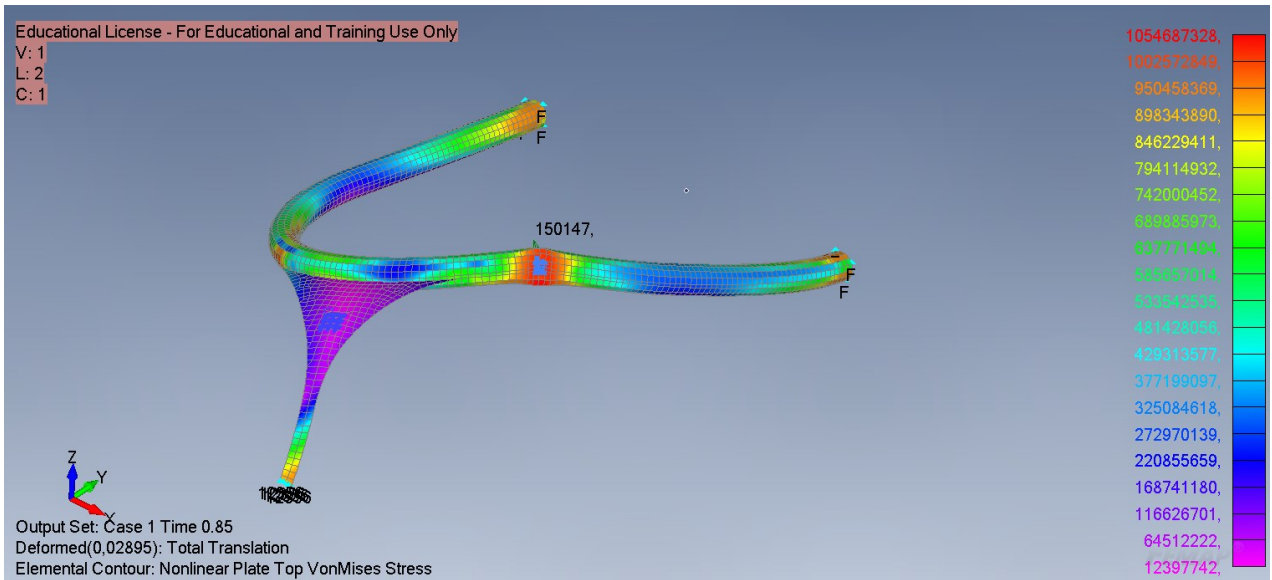 Educational License - For Educational and Training Use Only
V: 1
L: 2
C: 1
1054687328,
1002572849,
950458369,
898343890,
846229411,
794114932,
742000452,
689885973,
637771494,
585657014,
533542535,
481428056,
429313577,
377199097,
325084618,
272970139,
220855659,
168741180,
116626701,
64512222,
12397742,
F
F
150147,
F
F
Z
Y
X
Output Set: Case 1 Time 0.85
Deformed(0,02895): Total Translation
Elemental Contour: Nonlinear Plate Top VonMises Stress